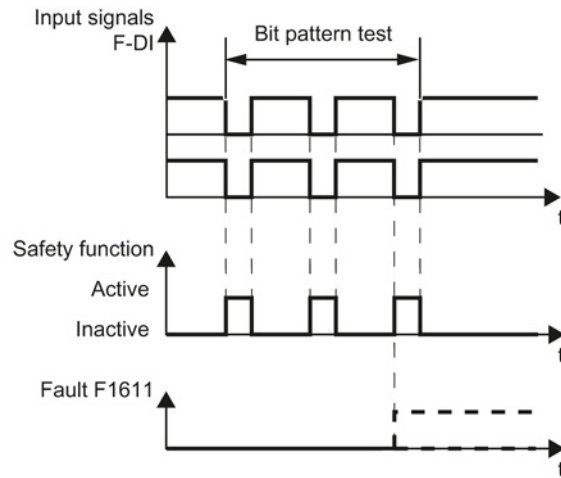 Input signals
F-DI
Bit pattern test
t
Safety function
Active
Inactive
t
Fault F1611
t